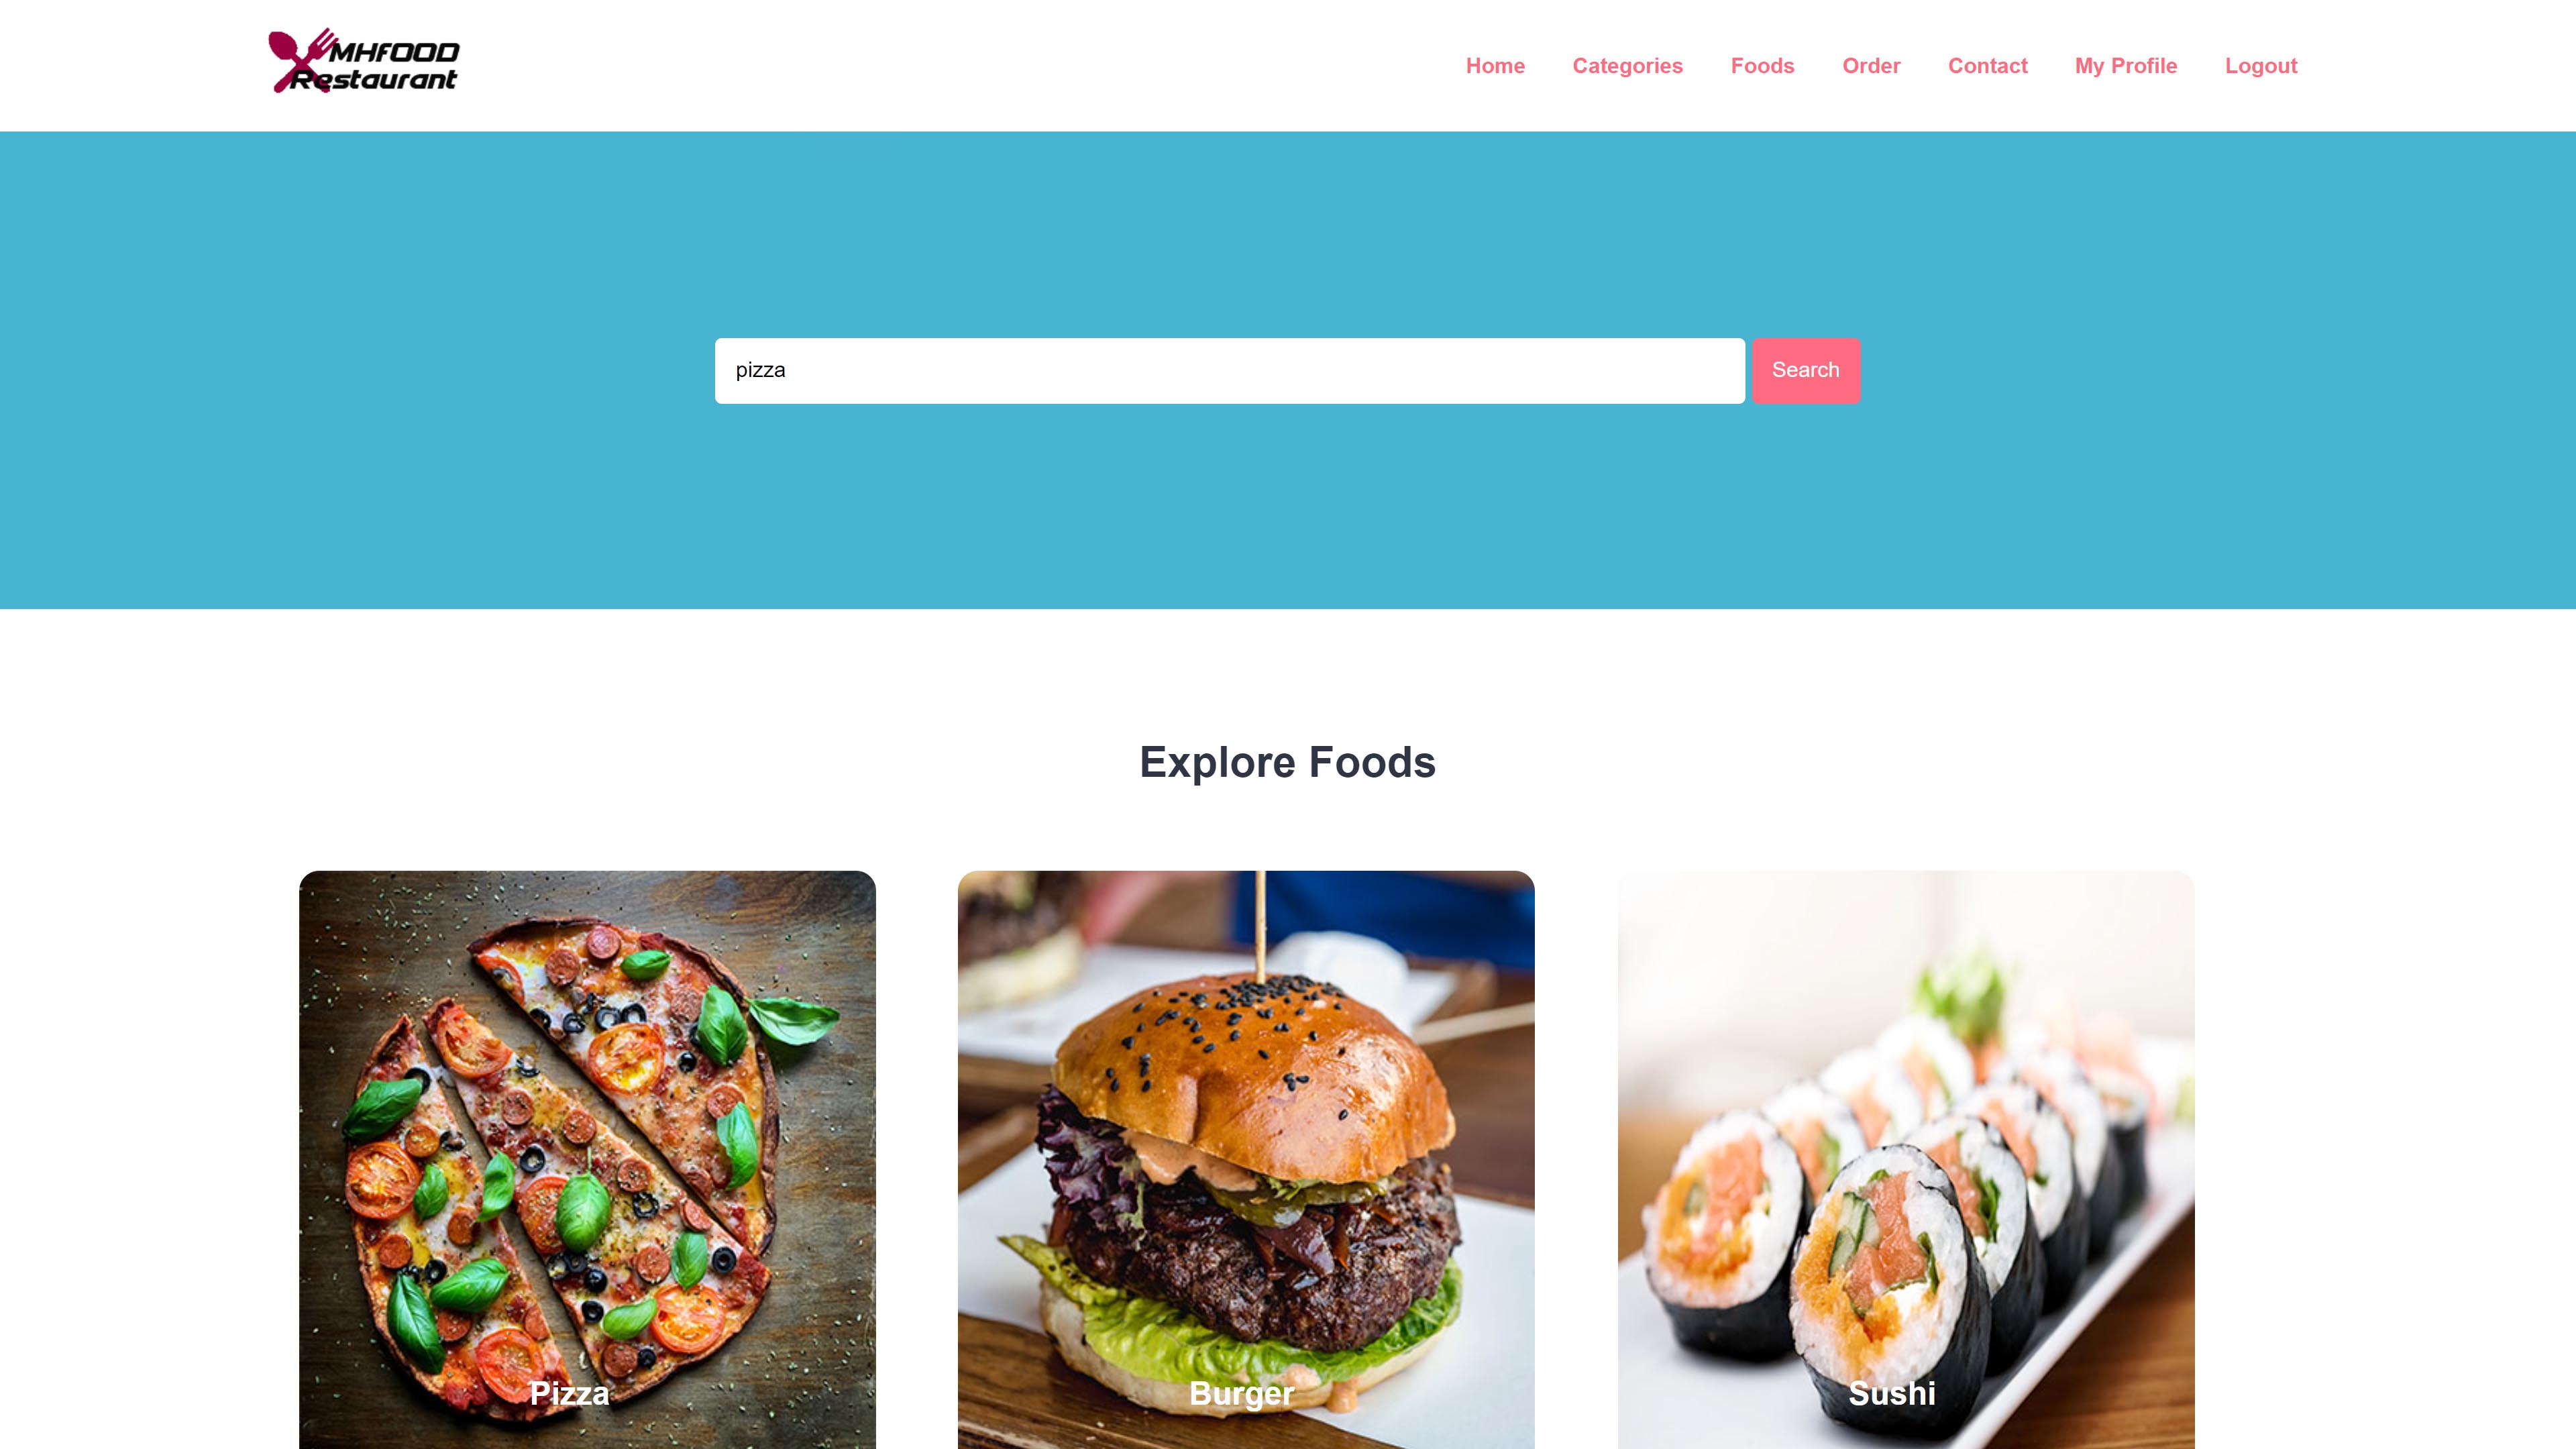 MHFOOD
Restaurant
Home Categories Foods Order Contact My Profile Logout
pizza
Search
Explore Foods
Pizza
Burger
Sushi